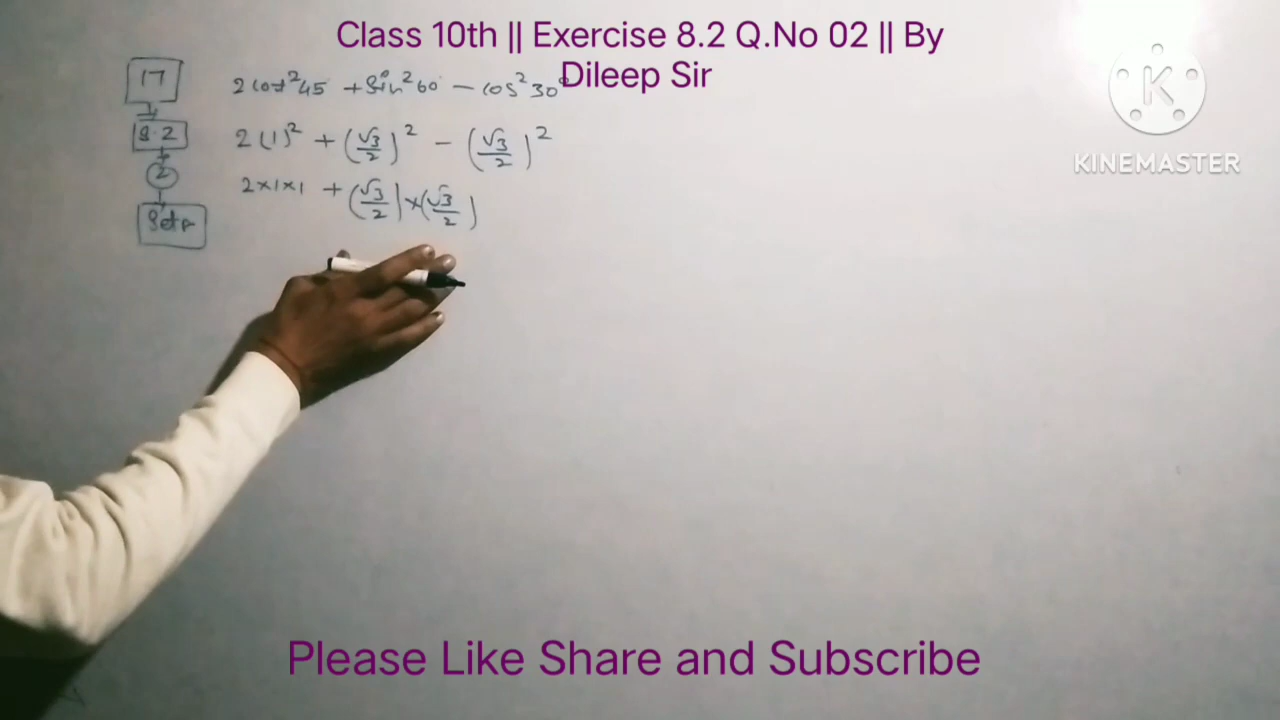 Class 10th || Exercise 8.2 Q.No 02 || By
Dileep Sir
KINEMASTER
17
8.2
2
2 cot²45 + Sin²60 - cos²30°
2(1)² + (√3/2)² - (√3/2)²
2×1×1 + (√3/2)×(√3/2)
Please Like Share and Subscribe